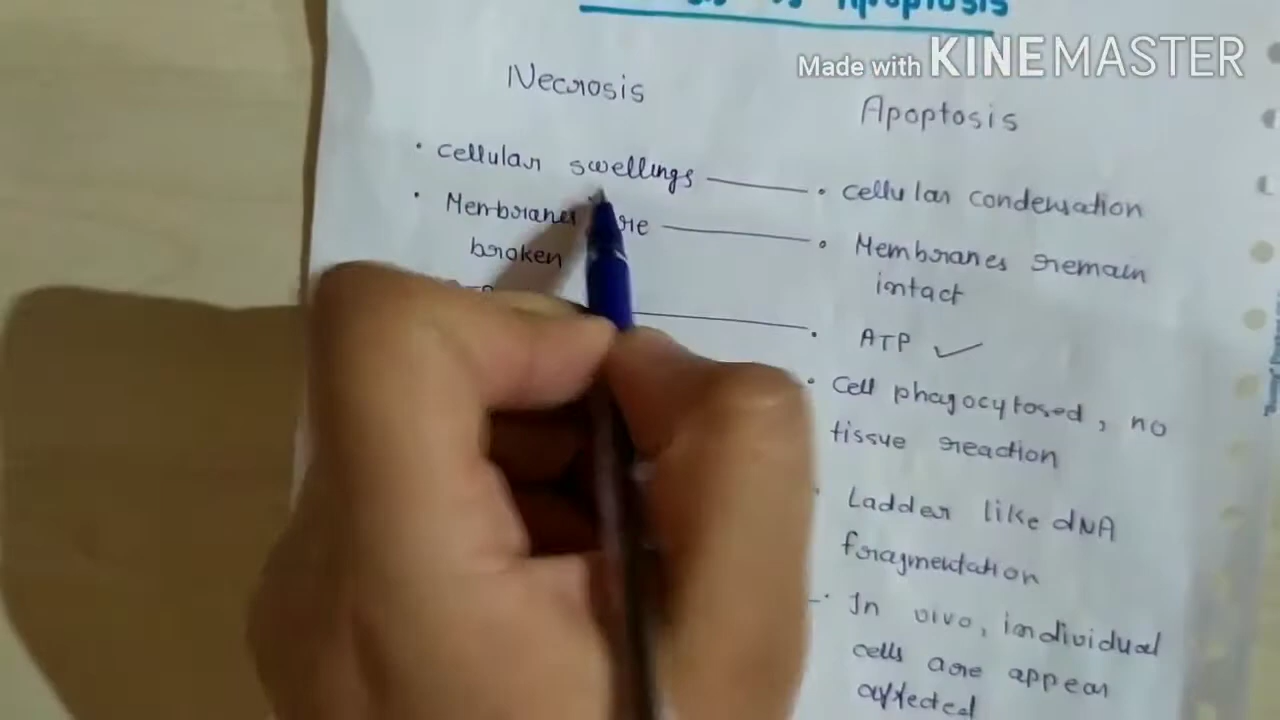 Apoptosis
Made with KINEMASTER
Necrosis
Apoptosis
• cellular swellings
• cellular condensation
• Membranes are
broken
• Membranes remain
intact
• ATP ✓
• Cell phagocytosed, no
tissue reaction
• Ladder like dNA
fragmentation
• In vivo, individual
cells are appear
affected